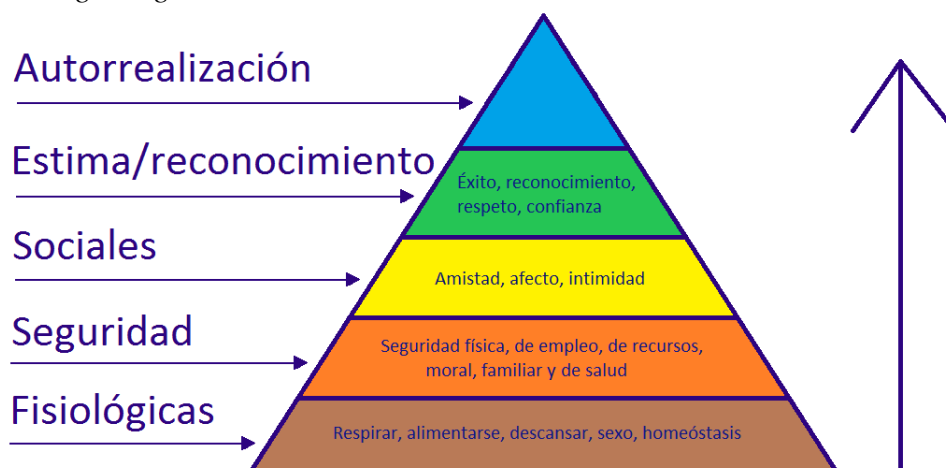 Autorrealización
Estima/reconocimiento
Éxito, reconocimiento,
respeto, confianza
Sociales
Amistad, afecto, intimidad
Seguridad
Seguridad física, de empleo, de recursos,
moral, familiar y de salud
Fisiológicas
Respirar, alimentarse, descansar, sexo, homeóstasis